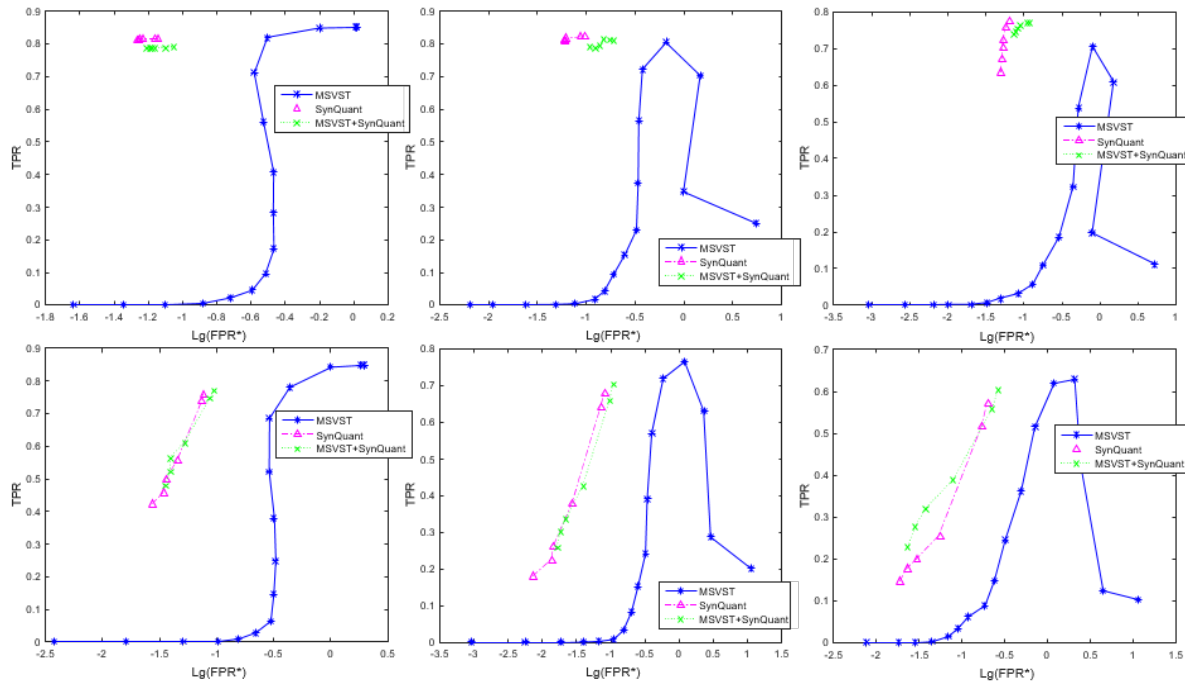 0.9
0.8
0.7
0.6
0.5
0.4
0.3
0.2
0.1
0
TPR
-1.8 -1.6 -1.4 -1.2 -1 -0.8 -0.6 -0.4 -0.2 0 0.2
Lg(FPR*)
MSVST
SynQuant
MSVST+SynQuant
0.9
0.8
0.7
0.6
0.5
0.4
0.3
0.2
0.1
0
TPR
-2.5 -2 -1.5 -1 -0.5 0 0.5 1
Lg(FPR*)
MSVST
SynQuant
MSVST+SynQuant
0.8
0.7
0.6
0.5
0.4
0.3
0.2
0.1
0
TPR
-3.5 -3 -2.5 -2 -1.5 -1 -0.5 0 0.5 1
Lg(FPR*)
MSVST
SynQuant
MSVST+SynQuant
0.9
0.8
0.7
0.6
0.5
0.4
0.3
0.2
0.1
0
TPR
-2.5 -2 -1.5 -1 -0.5 0 0.5
Lg(FPR*)
MSVST
SynQuant
MSVST+SynQuant
0.8
0.7
0.6
0.5
0.4
0.3
0.2
0.1
0
TPR
-3.5 -3 -2.5 -2 -1.5 -1 -0.5 0 0.5 1 1.5
Lg(FPR*)
MSVST
SynQuant
MSVST+SynQuant
0.7
0.6
0.5
0.4
0.3
0.2
0.1
0
TPR
-2.5 -2 -1.5 -1 -0.5 0 0.5 1 1.5
Lg(FPR*)
MSVST
SynQuant
MSVST+SynQuant